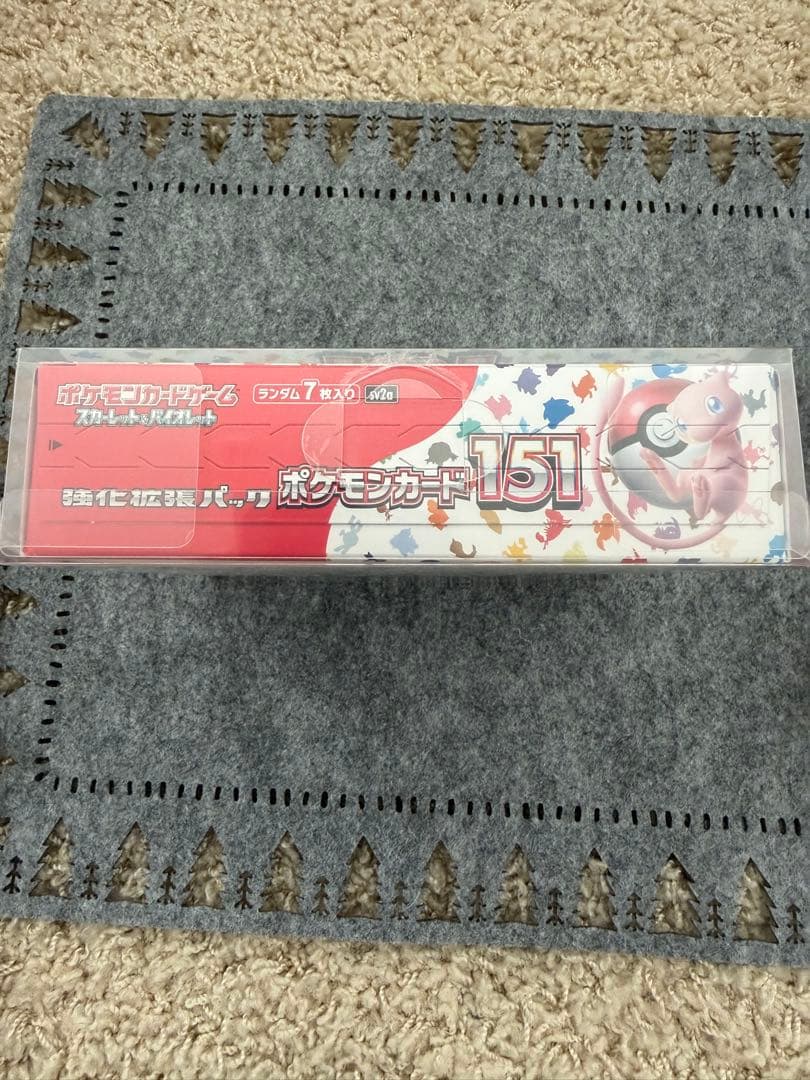 ポケモンカードゲーム
スカーレット&バイオレット
ランダム7枚入り sv2a
強化拡張パック ポケモンカード151